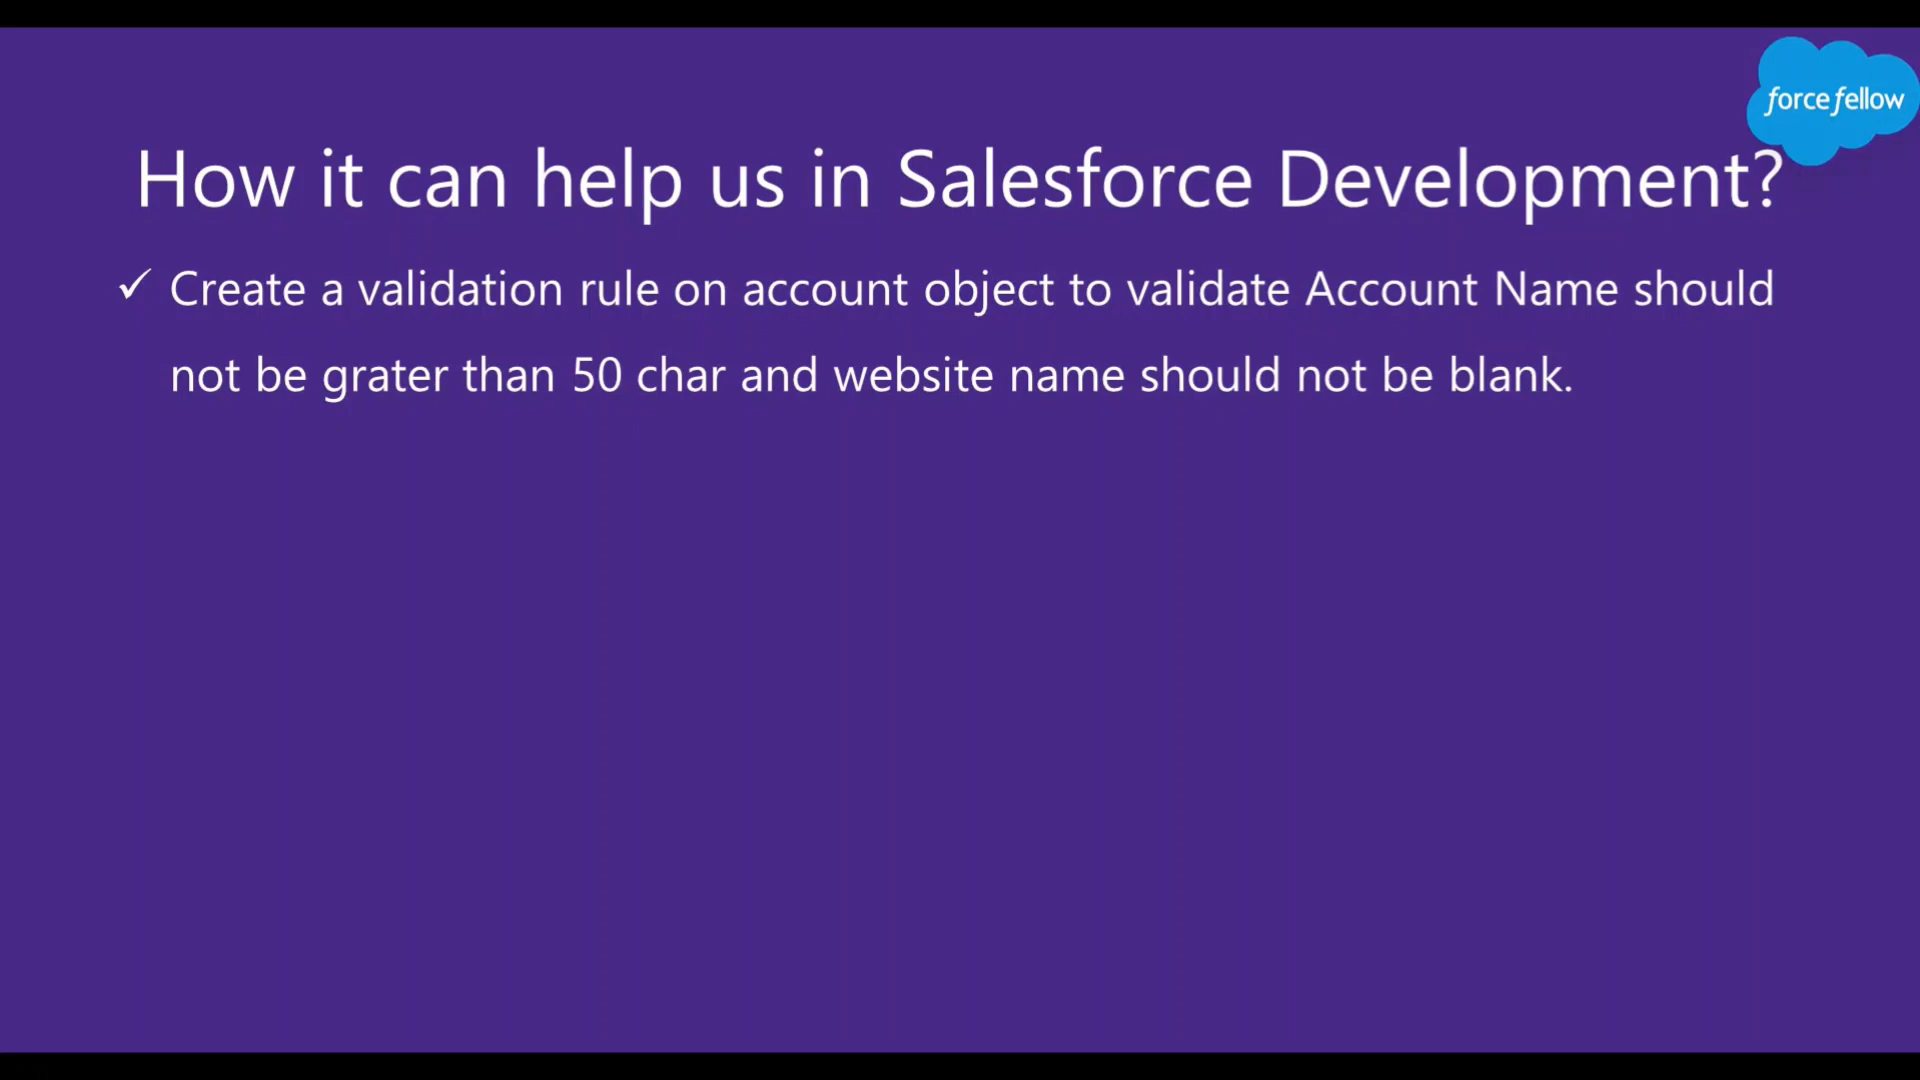 force fellow
How it can help us in Salesforce Development?
✓ Create a validation rule on account object to validate Account Name should
not be grater than 50 char and website name should not be blank.